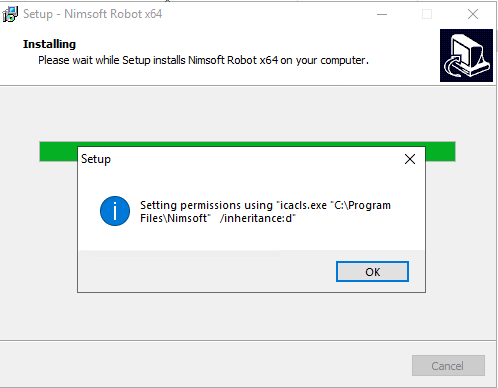 Setup - Nimsoft Robot x64
Installing
Please wait while Setup installs Nimsoft Robot x64 on your computer.
Setup
Setting permissions using "icacls.exe "C:\Program
Files\Nimsoft"  /inheritance:d"
OK
Cancel